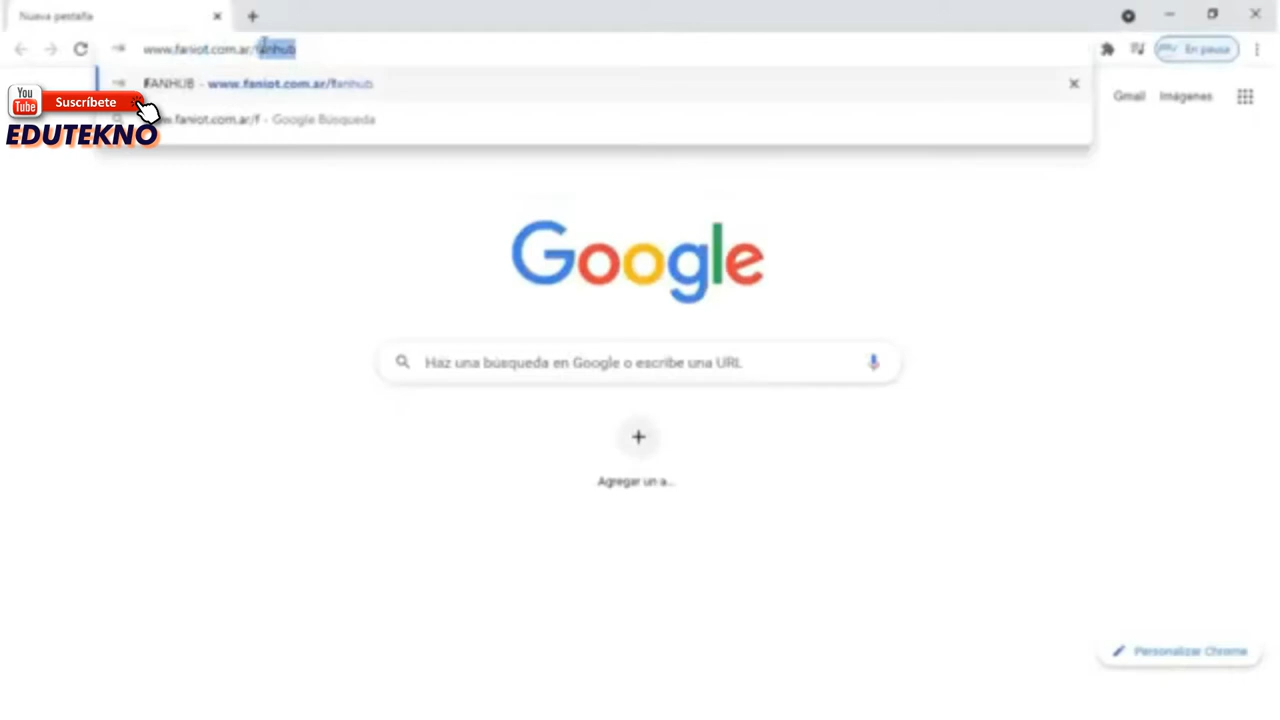 Nueva pestaña
www.faniot.com.ar/fanhub
En pausa
FANHUB - www.faniot.com.ar/fanhub
.faniot.com.ar/f - Google Búsqueda
Gmail Imágenes
You Tube Suscríbete
EDUTEKNO
Google
Haz una búsqueda en Google o escribe una URL
Agregar un a...
Personalizar Chrome